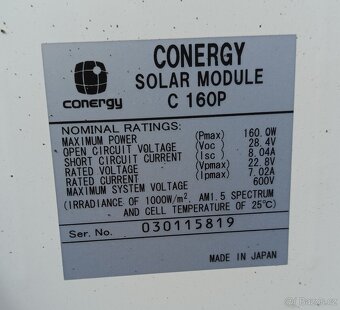 conergy
CONERGY
SOLAR MODULE
C 160P
NOMINAL RATINGS:
MAXIMUM POWER (Pmax) 160.0W
OPEN CIRCUIT VOLTAGE (Voc) 28.4V
SHORT CIRCUIT CURRENT (Isc) 8.04A
RATED VOLTAGE (Vpmax) 22.8V
RATED CURRENT (Ipmax) 7.02A
MAXIMUM SYSTEM VOLTAGE 600V
(IRRADIANCE OF 1000W/m², AM1.5 SPECTRUM
AND CELL TEMPERATURE OF 25°C)
Ser. No. 030115819
MADE IN JAPAN